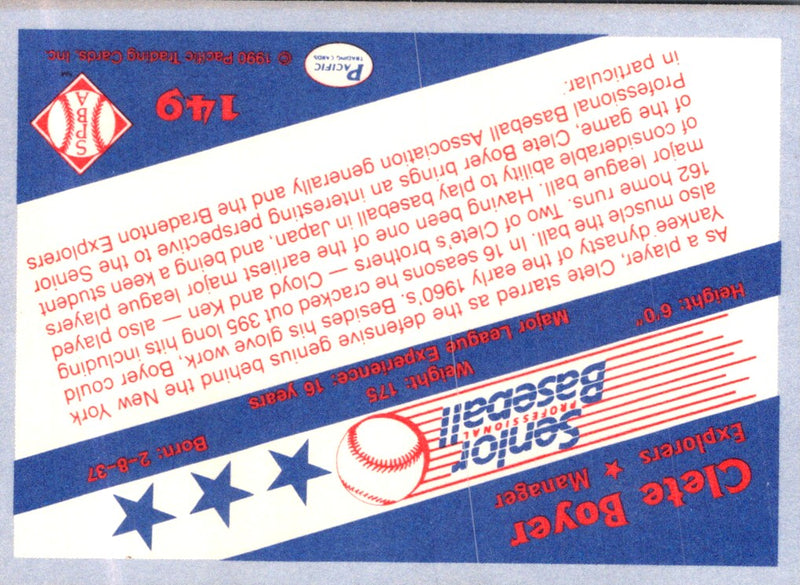 Clete Boyer
Explorers ★ Manager
Senior
PROFESSIONAL
Baseball
Height: 6'0"
Weight: 175
Born: 2-8-37
Major League Experience: 16 years
As a player, Clete starred as the defensive genius behind the New York
Yankee dynasty of the early 1960's. Besides his glove work, Boyer could
also muscle the ball. In 16 seasons he cracked out 395 long hits including
162 home runs. Two of Clete's brothers — Cloyd and Ken — also played
major league ball. Having been one of the earliest major league players
of considerable ability to play baseball in Japan, and being a keen student
of the game, Clete Boyer brings an interesting perspective to the Senior
Professional Baseball Association generally and the Bradenton Explorers
in particular.
149
SPBA
PACIFIC
TRADING CARDS
© 1990 Pacific Trading Cards, Inc.